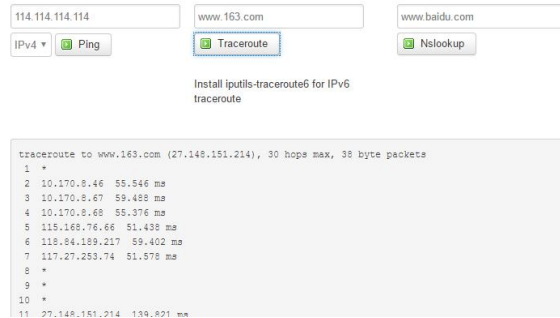 114.114.114.114 www.163.com www.baidu.com
IPv4 Ping Traceroute Nslookup
Install iputils-traceroute6 for IPv6
traceroute
traceroute to www.163.com (27.148.151.214), 30 hops max, 38 byte packets
1 *
2 10.170.8.46 55.546 ms
3 10.170.8.67 59.488 ms
4 10.170.8.68 55.376 ms
5 115.168.76.66 51.438 ms
6 118.84.189.217 59.402 ms
7 117.27.253.74 51.578 ms
8 *
9 *
10 *
11 27.148.151.214 139.821 ms